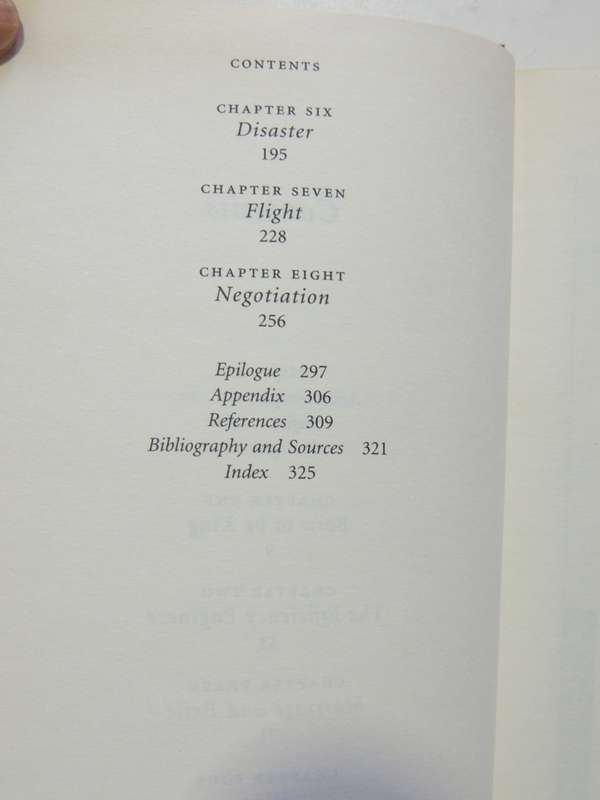 CONTENTS
CHAPTER SIX
Disaster
195
CHAPTER SEVEN
Flight
228
CHAPTER EIGHT
Negotiation
256
Epilogue 297
Appendix 306
References 309
Bibliography and Sources 321
Index 325